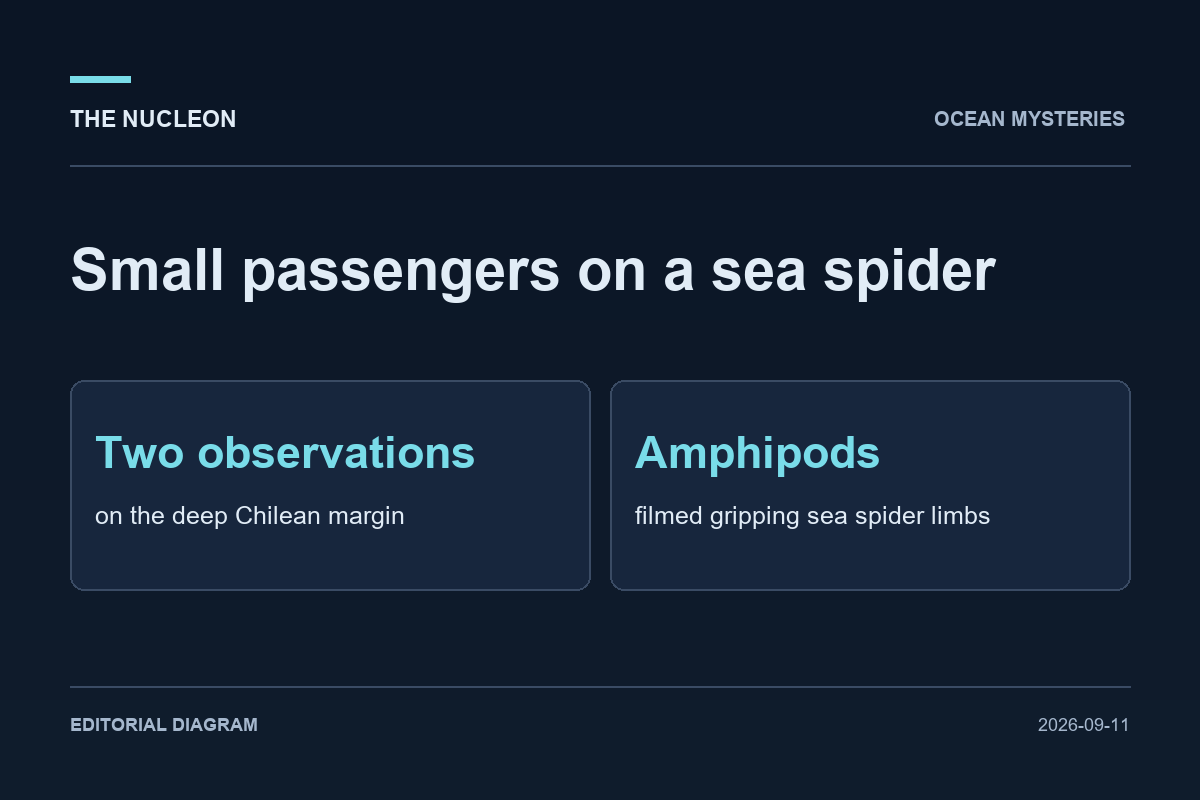 THE NUCLEON
OCEAN MYSTERIES
Small passengers on a sea spider
Two observations
on the deep Chilean margin
Amphipods
filmed gripping sea spider limbs
EDITORIAL DIAGRAM
2026-09-11